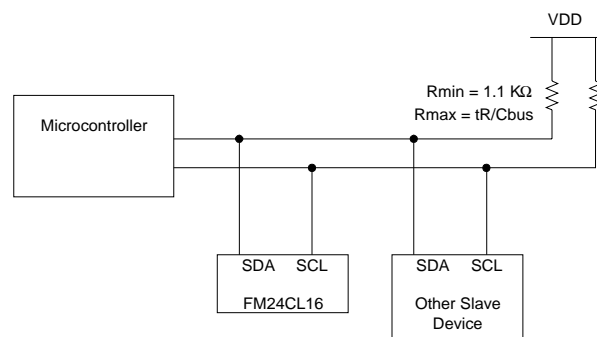 VDD
Rmin = 1.1 KΩ
Rmax = tR/Cbus
Microcontroller
SDA SCL
FM24CL16
SDA SCL
Other Slave
Device